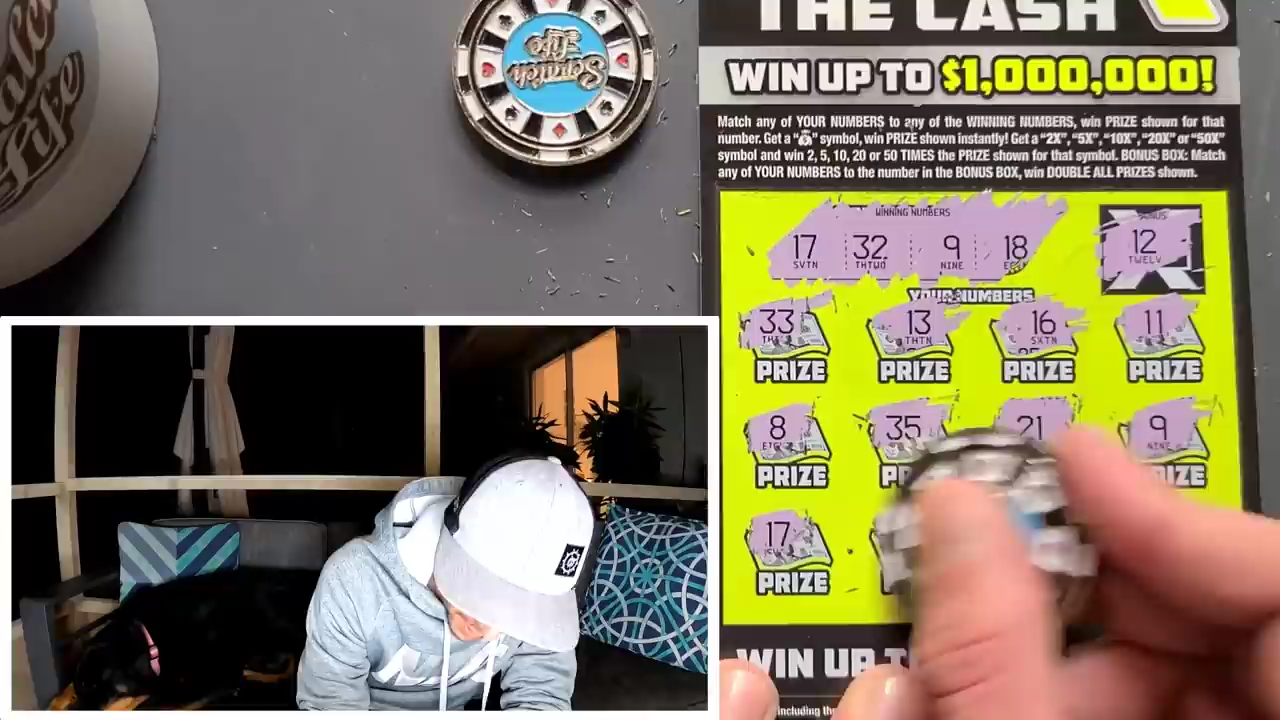 THE CASH
WIN UP TO $1,000,000!
Match any of YOUR NUMBERS to any of the WINNING NUMBERS, win PRIZE shown for that
number. Get a “💰” symbol, win PRIZE shown instantly! Get a “2X”, “5X”, “10X”, “20X” or “50X”
symbol and win 2, 5, 10, 20 or 50 TIMES the PRIZE shown for that symbol. BONUS BOX: Match
any of YOUR NUMBERS to the number in the BONUS BOX, win DOUBLE ALL PRIZES shown.
WINNING NUMBERS
17 32 9 18
SVTN THTWO NINE
BONUS
12
TWELV
YOUR NUMBERS
33 13 16 11
THTN SXTN
PRIZE PRIZE PRIZE PRIZE
8 35 21 9
NINE
PRIZE
17
PRIZE
WIN UP
including the
Scratch
Life
Life